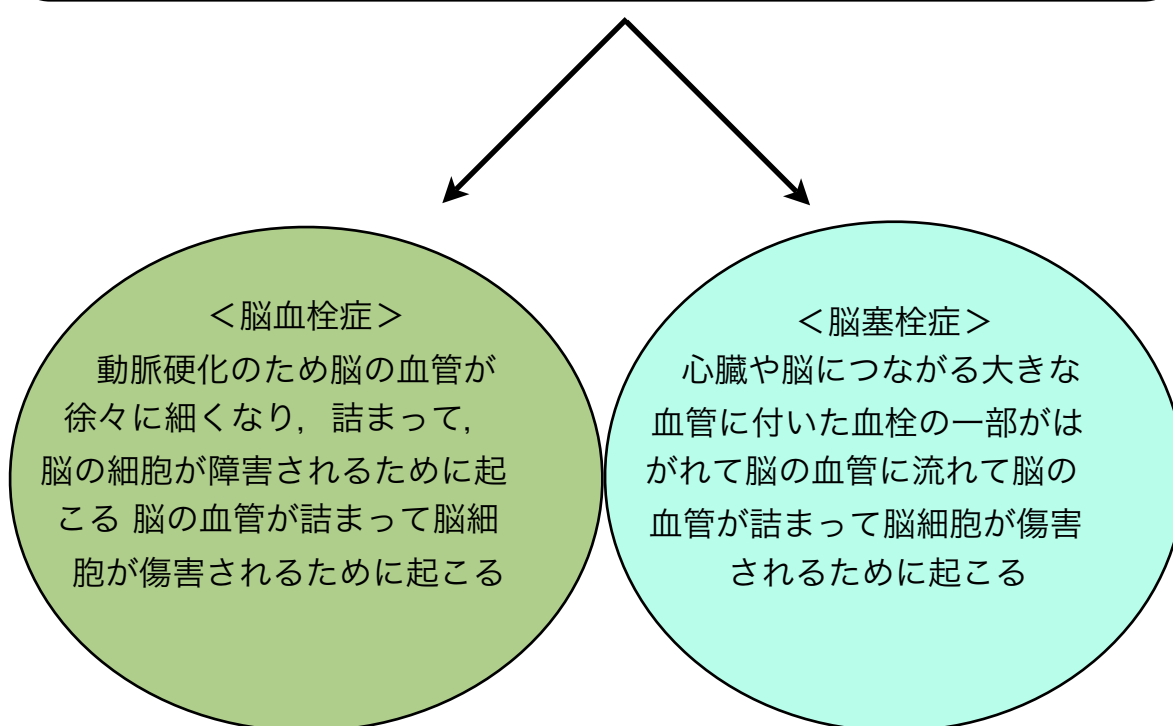 ＜脳血栓症＞
動脈硬化のため脳の血管が
徐々に細くなり，詰まって，
脳の細胞が障害されるために起
こる 脳の血管が詰まって脳細
胞が傷害されるために起こる
＜脳塞栓症＞
心臓や脳につながる大きな
血管に付いた血栓の一部がは
がれて脳の血管に流れて脳の
血管が詰まって脳細胞が傷害
されるために起こる